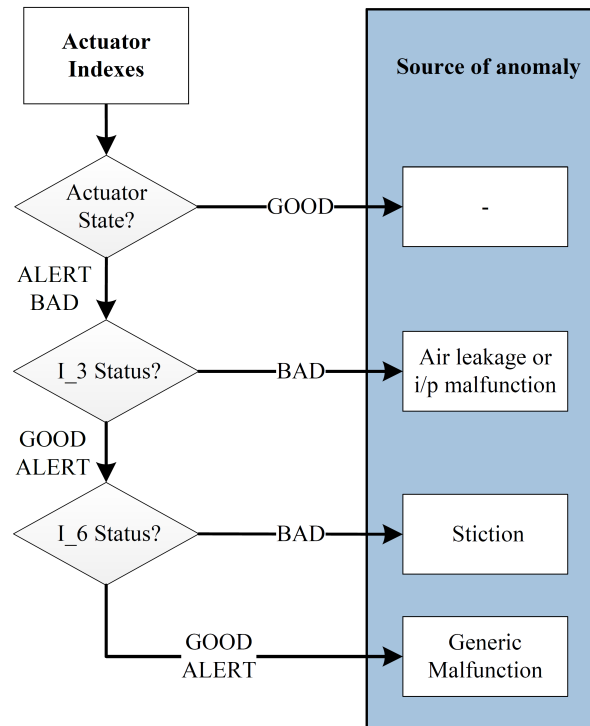 Actuator
Indexes
Source of anomaly
Actuator
State?
GOOD
-
ALERT
BAD
I_3 Status?
BAD
Air leakage or
i/p malfunction
GOOD
ALERT
I_6 Status?
BAD
Stiction
GOOD
ALERT
Generic
Malfunction